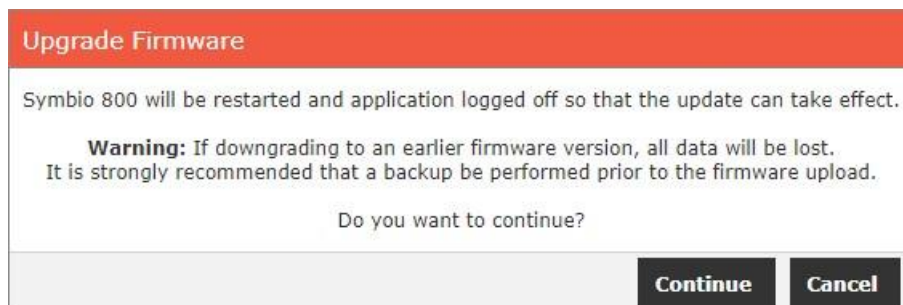 Upgrade Firmware
Symbio 800 will be restarted and application logged off so that the update can take effect.
Warning: If downgrading to an earlier firmware version, all data will be lost.
It is strongly recommended that a backup be performed prior to the firmware upload.
Do you want to continue?
Continue Cancel